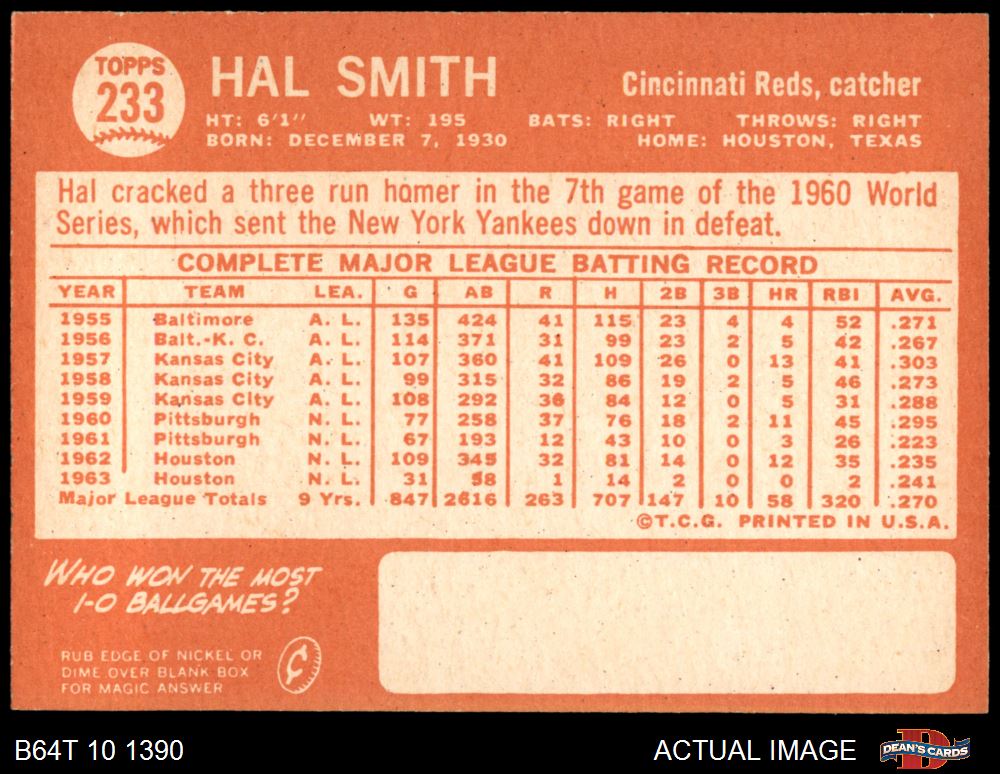 TOPPS
233
HAL SMITH
Cincinnati Reds, catcher
HT: 6'1" WT: 195 BATS: RIGHT THROWS: RIGHT
BORN: DECEMBER 7, 1930 HOME: HOUSTON, TEXAS
Hal cracked a three run homer in the 7th game of the 1960 World
Series, which sent the New York Yankees down in defeat.
COMPLETE MAJOR LEAGUE BATTING RECORD
YEAR TEAM LEA. G AB R H 2B 3B HR RBI AVG.
1955 Baltimore A. L. 135 424 41 115 23 4 4 52 .271
1956 Balt.-K. C. A. L. 114 371 31 99 23 2 5 42 .267
1957 Kansas City A. L. 107 360 41 109 26 0 13 41 .303
1958 Kansas City A. L. 99 315 32 86 19 2 5 46 .273
1959 Kansas City A. L. 108 292 36 84 12 0 5 31 .288
1960 Pittsburgh N. L. 77 258 37 76 18 2 11 45 .295
1961 Pittsburgh N. L. 67 193 12 43 10 0 3 26 .223
1962 Houston N. L. 109 345 32 81 14 0 12 35 .235
1963 Houston N. L. 31 58 1 14 2 0 0 2 .241
Major League Totals 9 Yrs. 847 2616 263 707 147 10 58 320 .270
©T.C.G. PRINTED IN U.S.A.
WHO WON THE MOST
1-0 BALLGAMES?
RUB EDGE OF NICKEL OR
DIME OVER BLANK BOX
FOR MAGIC ANSWER
¢
B64T 10 1390
ACTUAL IMAGE
D
DEAN'S CARDS